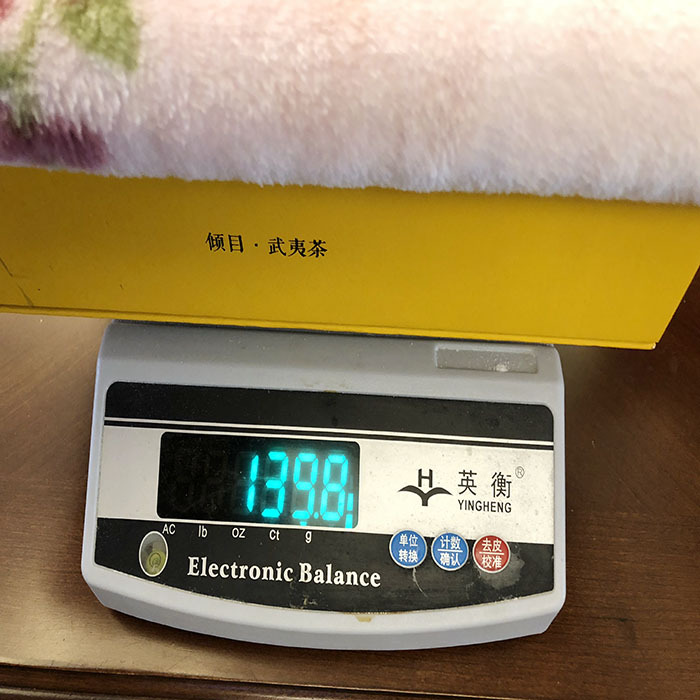 倾目·武夷茶
139.8
AC lb OZ Ct g
H
英衡®
YINGHENG
单位
转换
计数
确认
去皮
校准
Electronic Balance